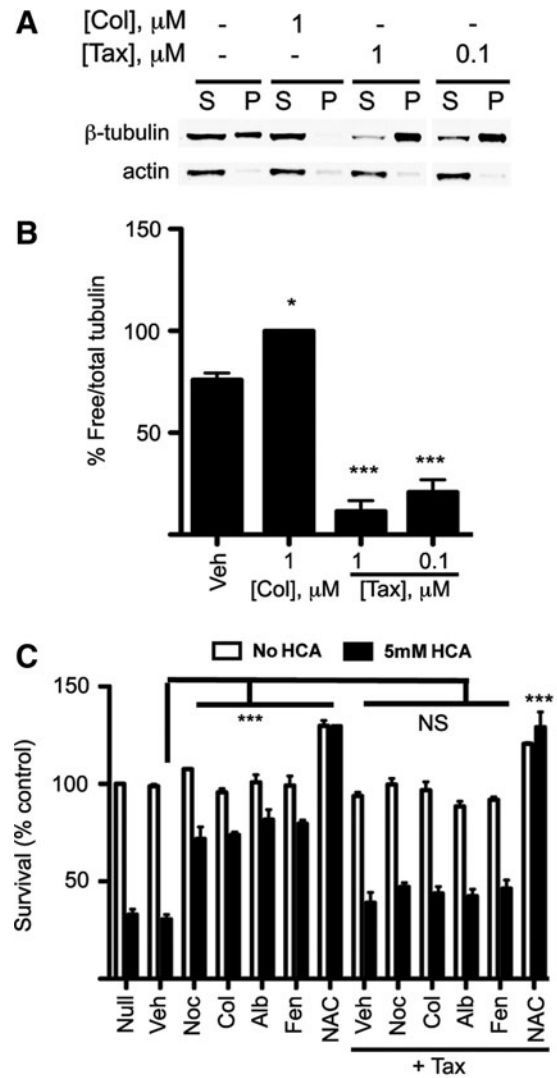 A
[Col], μM - 1 - -
[Tax], μM - - 1 0.1
S P S P S P S P
β-tubulin
actin
B
% Free/total tubulin
150
100
50
*
***
***
Veh 1 1 0.1
[Col], μM [Tax], μM
C
No HCA 5mM HCA
Survival (% control)
150
100
50
***
NS
***
Null Veh Noc Col Alb Fen NAC Veh Noc Col Alb Fen NAC
+ Tax